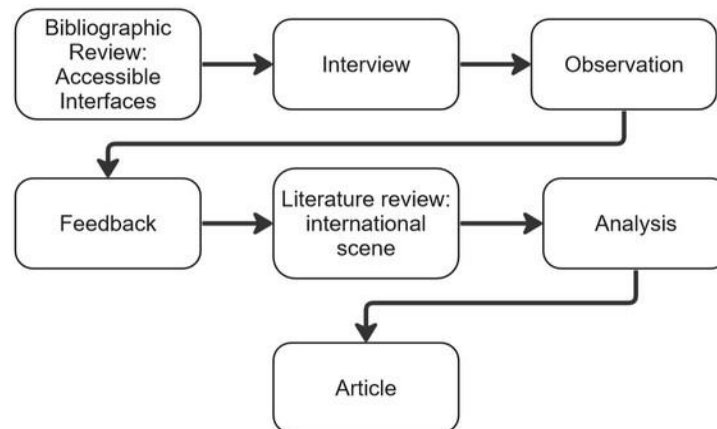 Bibliographic
Review:
Accessible
Interfaces
Interview
Observation
Feedback
Literature review:
international
scene
Analysis
Article